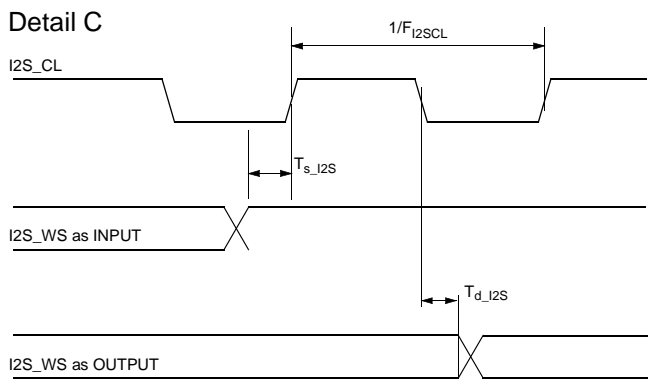 Detail C
1/F_I2SCL
I2S_CL
T_s_I2S
I2S_WS as INPUT
T_d_I2S
I2S_WS as OUTPUT